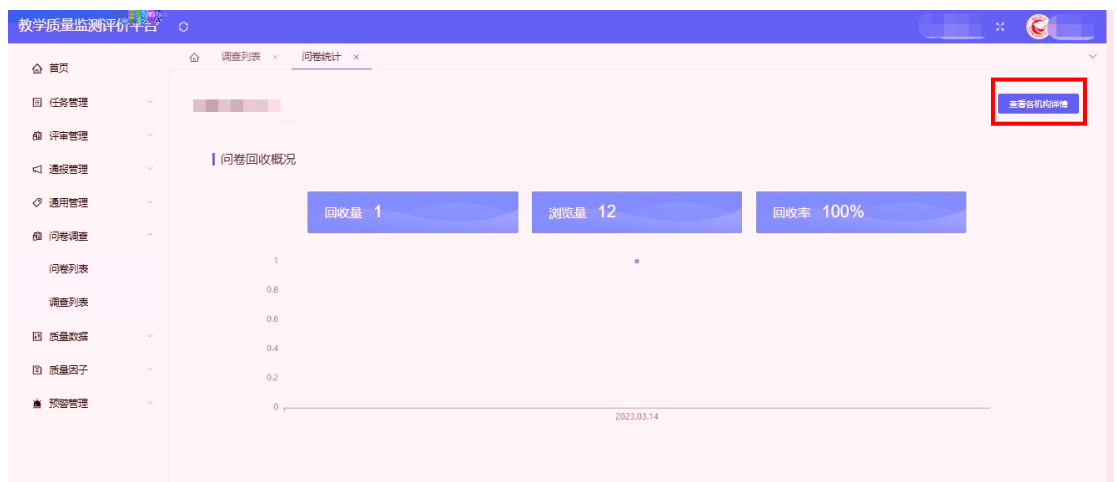 教学质量监测评价平台
首页
调查列表 ×
问卷统计 ×
任务管理
评审管理
通报管理
通用管理
问卷调查
问卷列表
调查列表
质量数据
质量因子
预警管理
查看各机构详情
问卷回收概况
回收量 1
浏览量 12
回收率 100%
1
0.8
0.6
0.4
0.2
0
2023.03.14